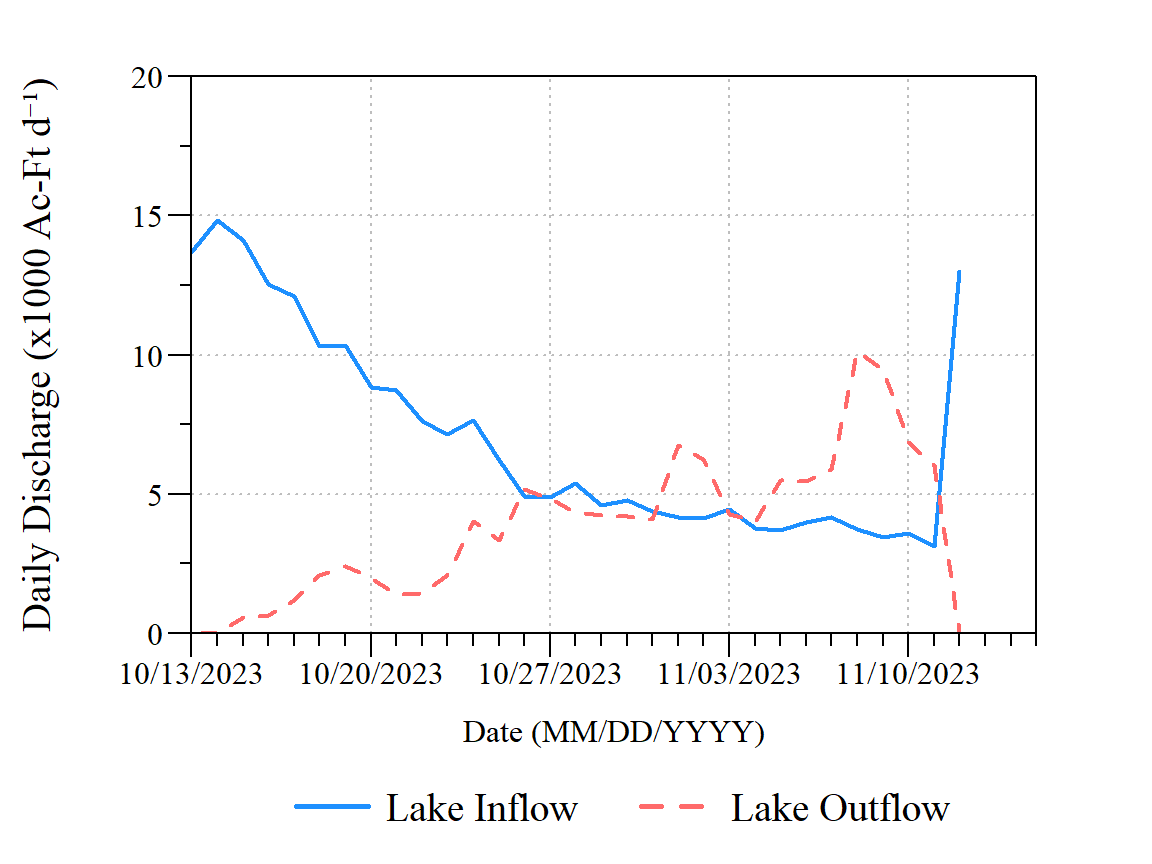 Daily Discharge (x1000 Ac-Ft d⁻¹)
20
15
10
5
0
10/13/2023 10/20/2023 10/27/2023 11/03/2023 11/10/2023
Date (MM/DD/YYYY)
Lake Inflow Lake Outflow